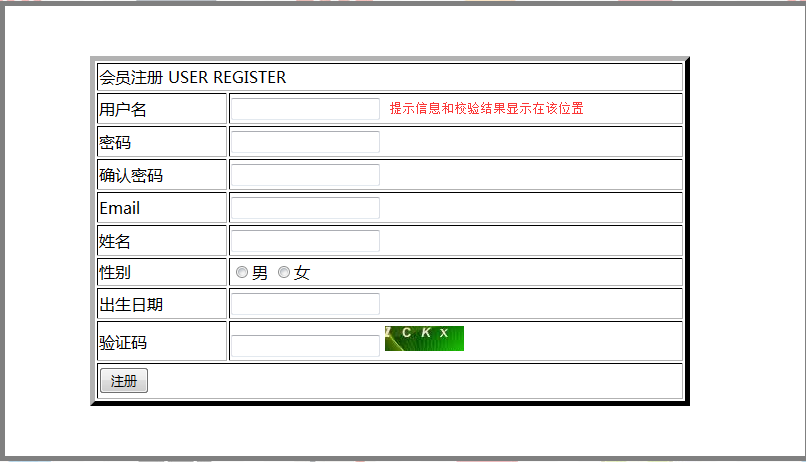 会员注册 USER REGISTER
用户名 提示信息和校验结果显示在该位置
密码
确认密码
Email
姓名
性别 男 女
出生日期
验证码 Z C K X
注册